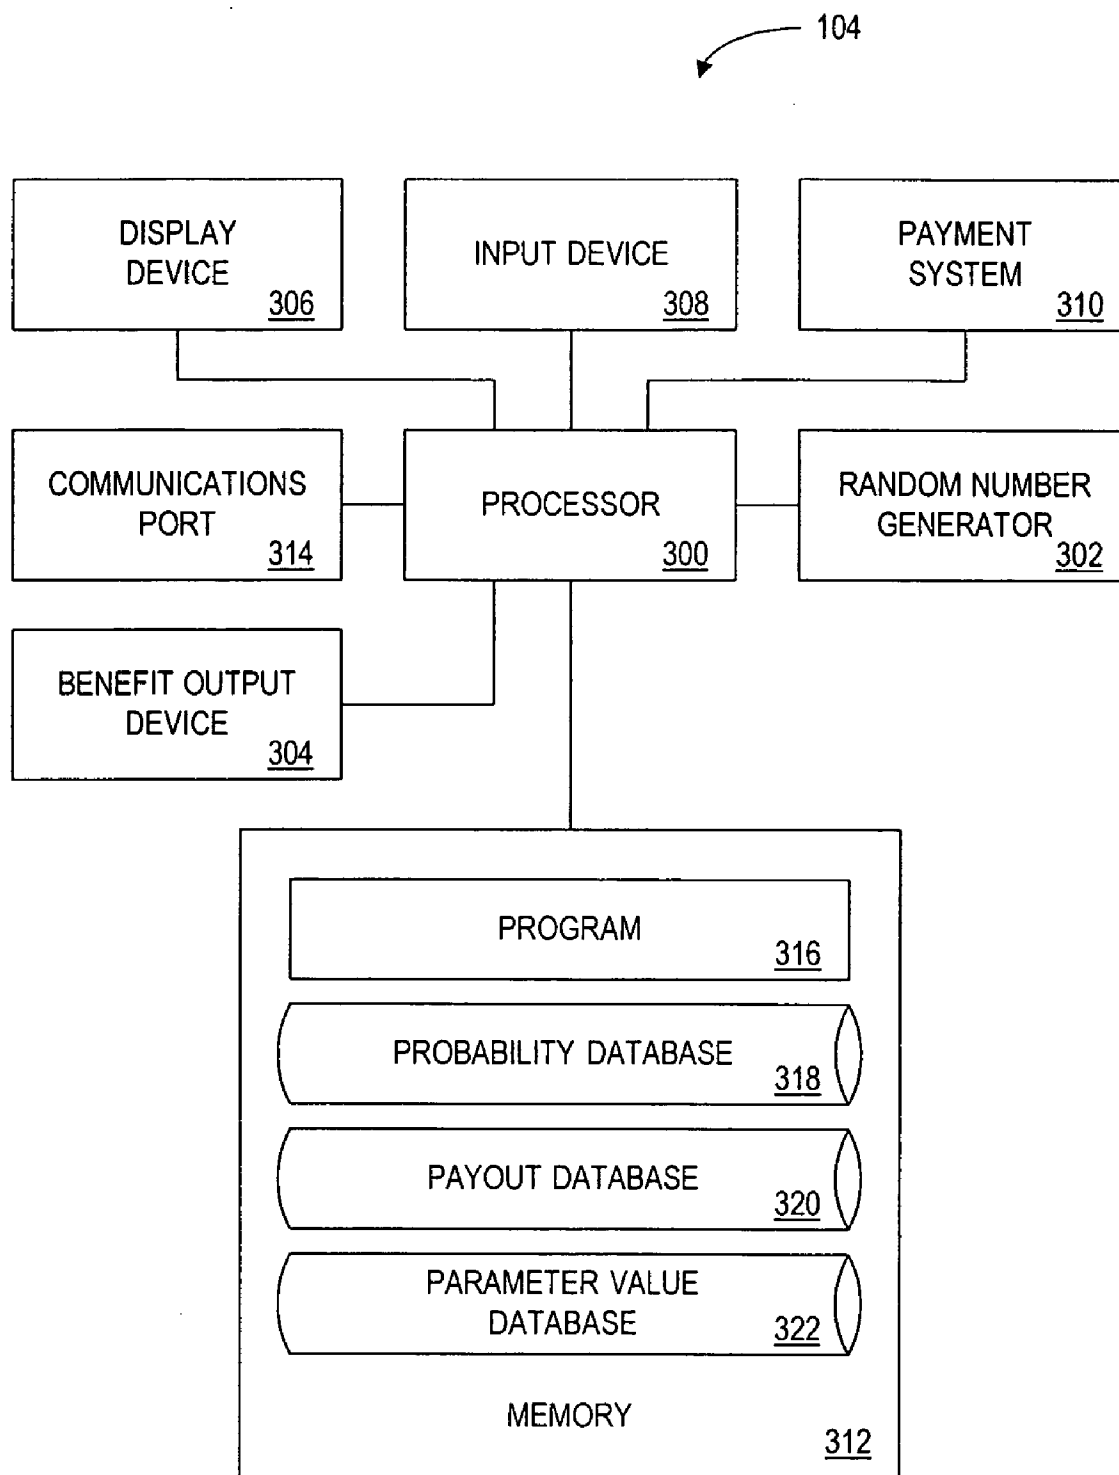 104
DISPLAY
DEVICE
306
INPUT DEVICE
308
PAYMENT
SYSTEM
310
COMMUNICATIONS
PORT
314
PROCESSOR
300
RANDOM NUMBER
GENERATOR
302
BENEFIT OUTPUT
DEVICE
304
PROGRAM
316
PROBABILITY DATABASE
318
PAYOUT DATABASE
320
PARAMETER VALUE
DATABASE
322
MEMORY
312